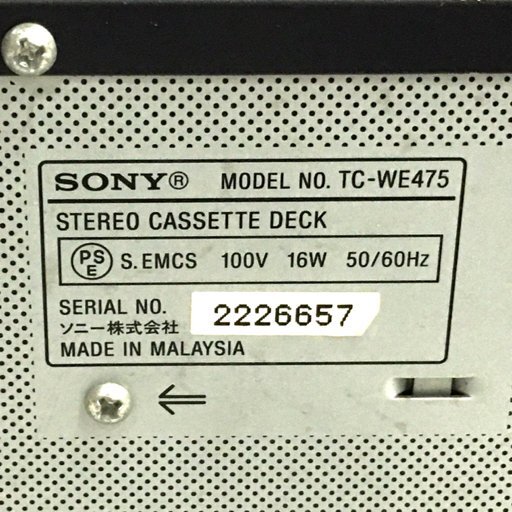 SONY® MODEL NO. TC-WE475
STEREO CASSETTE DECK
PSE S.EMCS 100V 16W 50/60Hz
SERIAL NO. 2226657
ソニー株式会社
MADE IN MALAYSIA